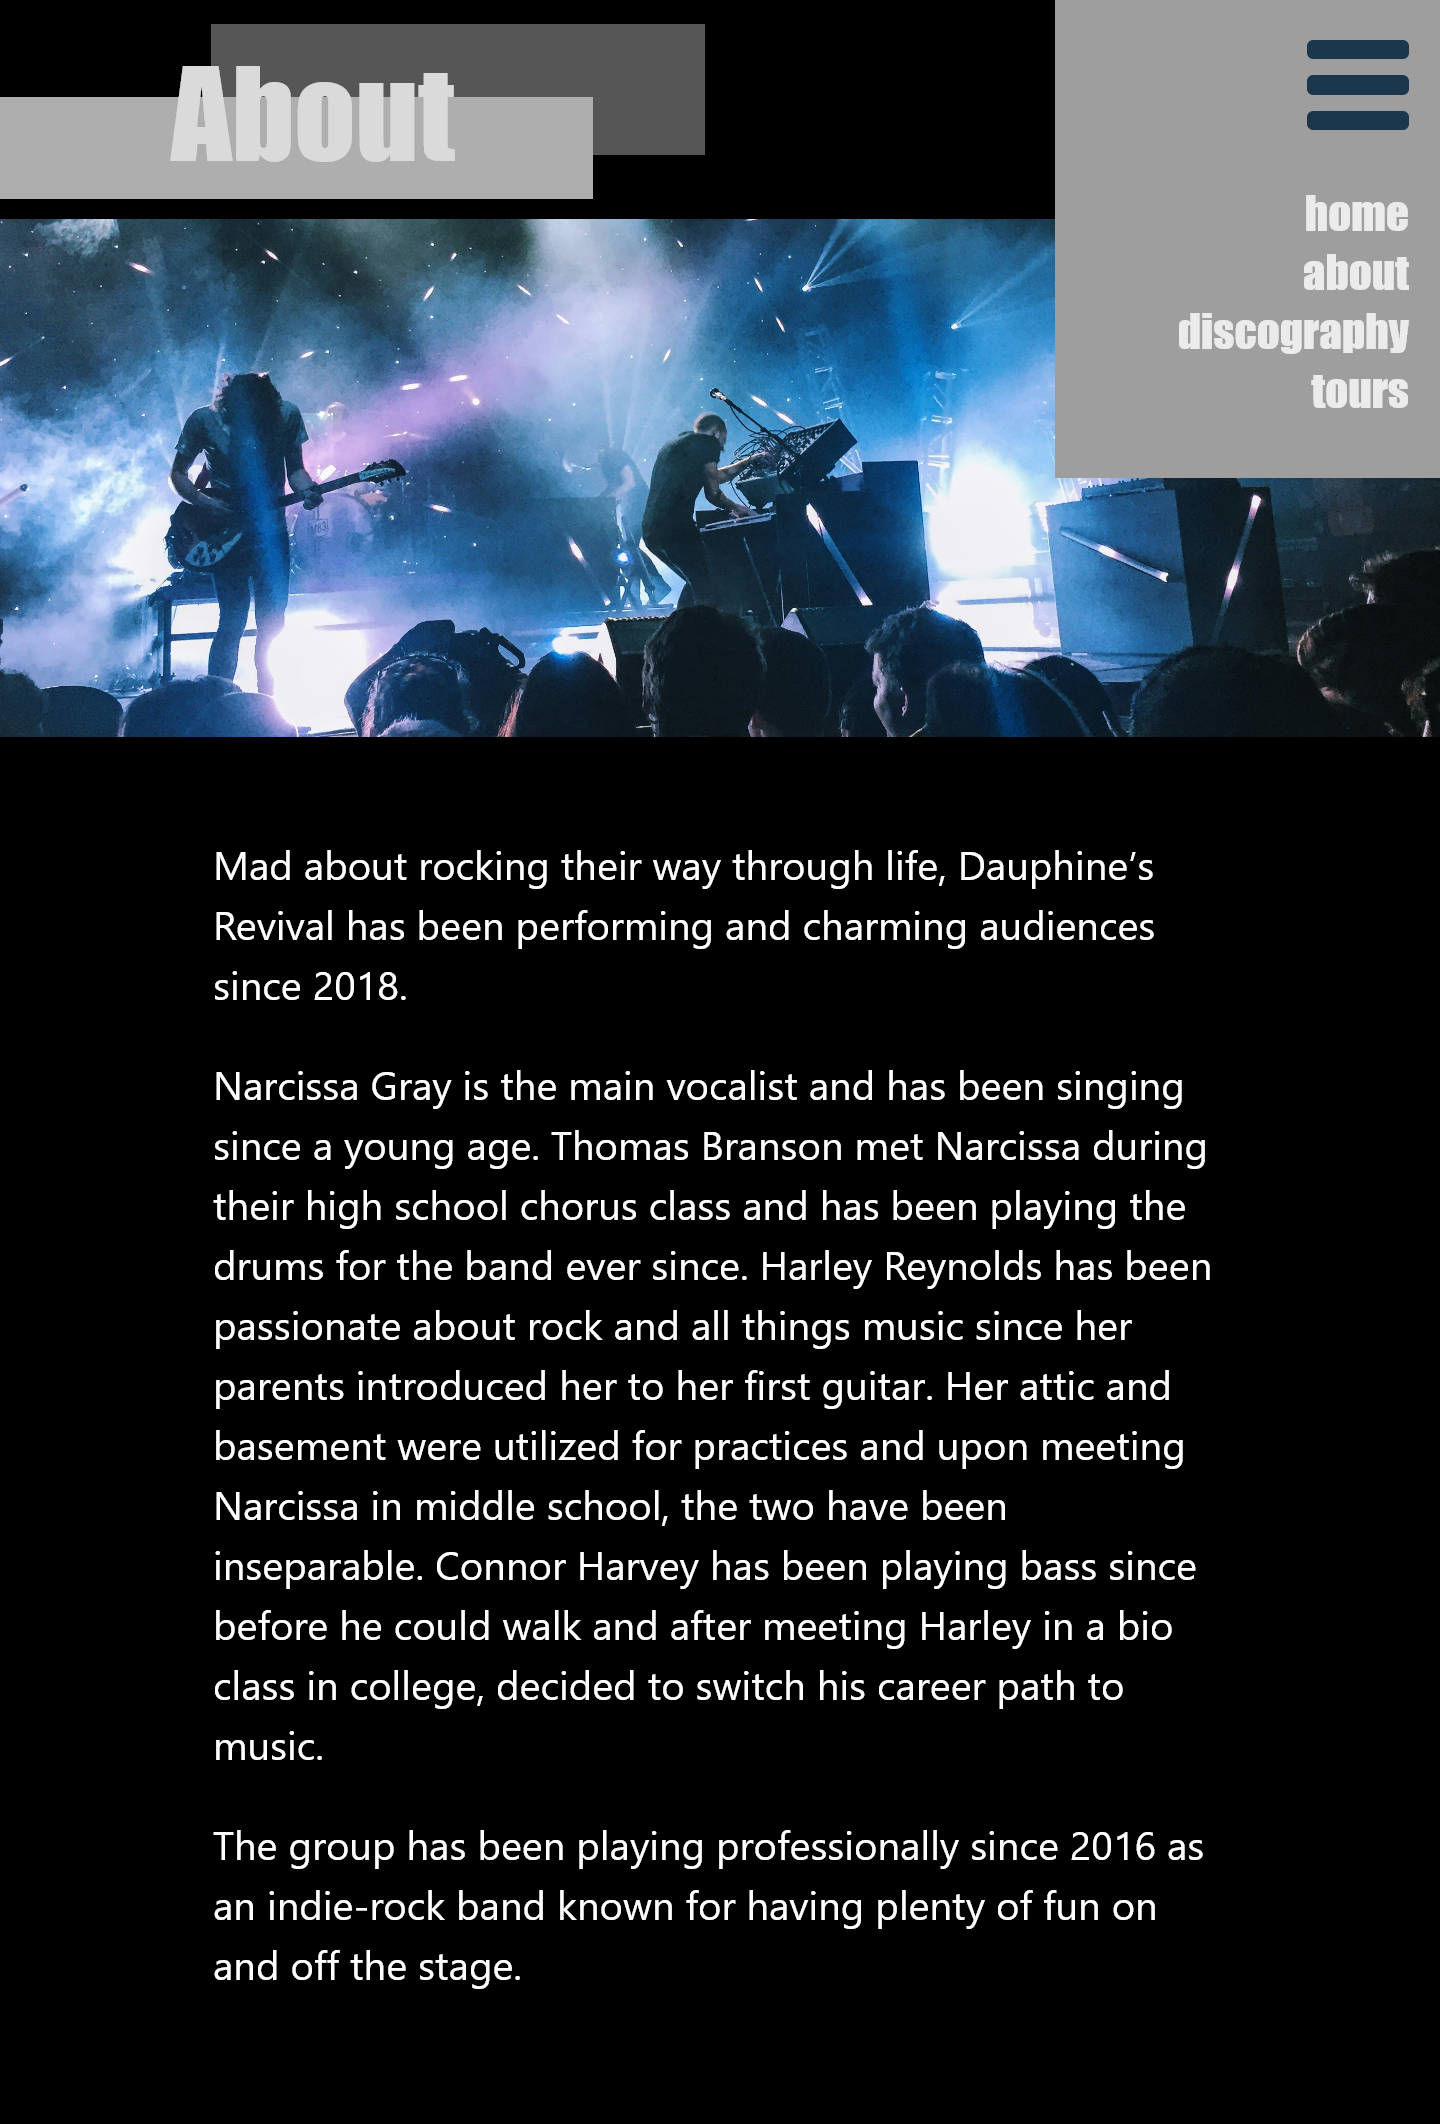 About
home
about
discography
tours
Mad about rocking their way through life, Dauphine’s
Revival has been performing and charming audiences
since 2018.
Narcissa Gray is the main vocalist and has been singing
since a young age. Thomas Branson met Narcissa during
their high school chorus class and has been playing the
drums for the band ever since. Harley Reynolds has been
passionate about rock and all things music since her
parents introduced her to her first guitar. Her attic and
basement were utilized for practices and upon meeting
Narcissa in middle school, the two have been
inseparable. Connor Harvey has been playing bass since
before he could walk and after meeting Harley in a bio
class in college, decided to switch his career path to
music.
The group has been playing professionally since 2016 as
an indie-rock band known for having plenty of fun on
and off the stage.